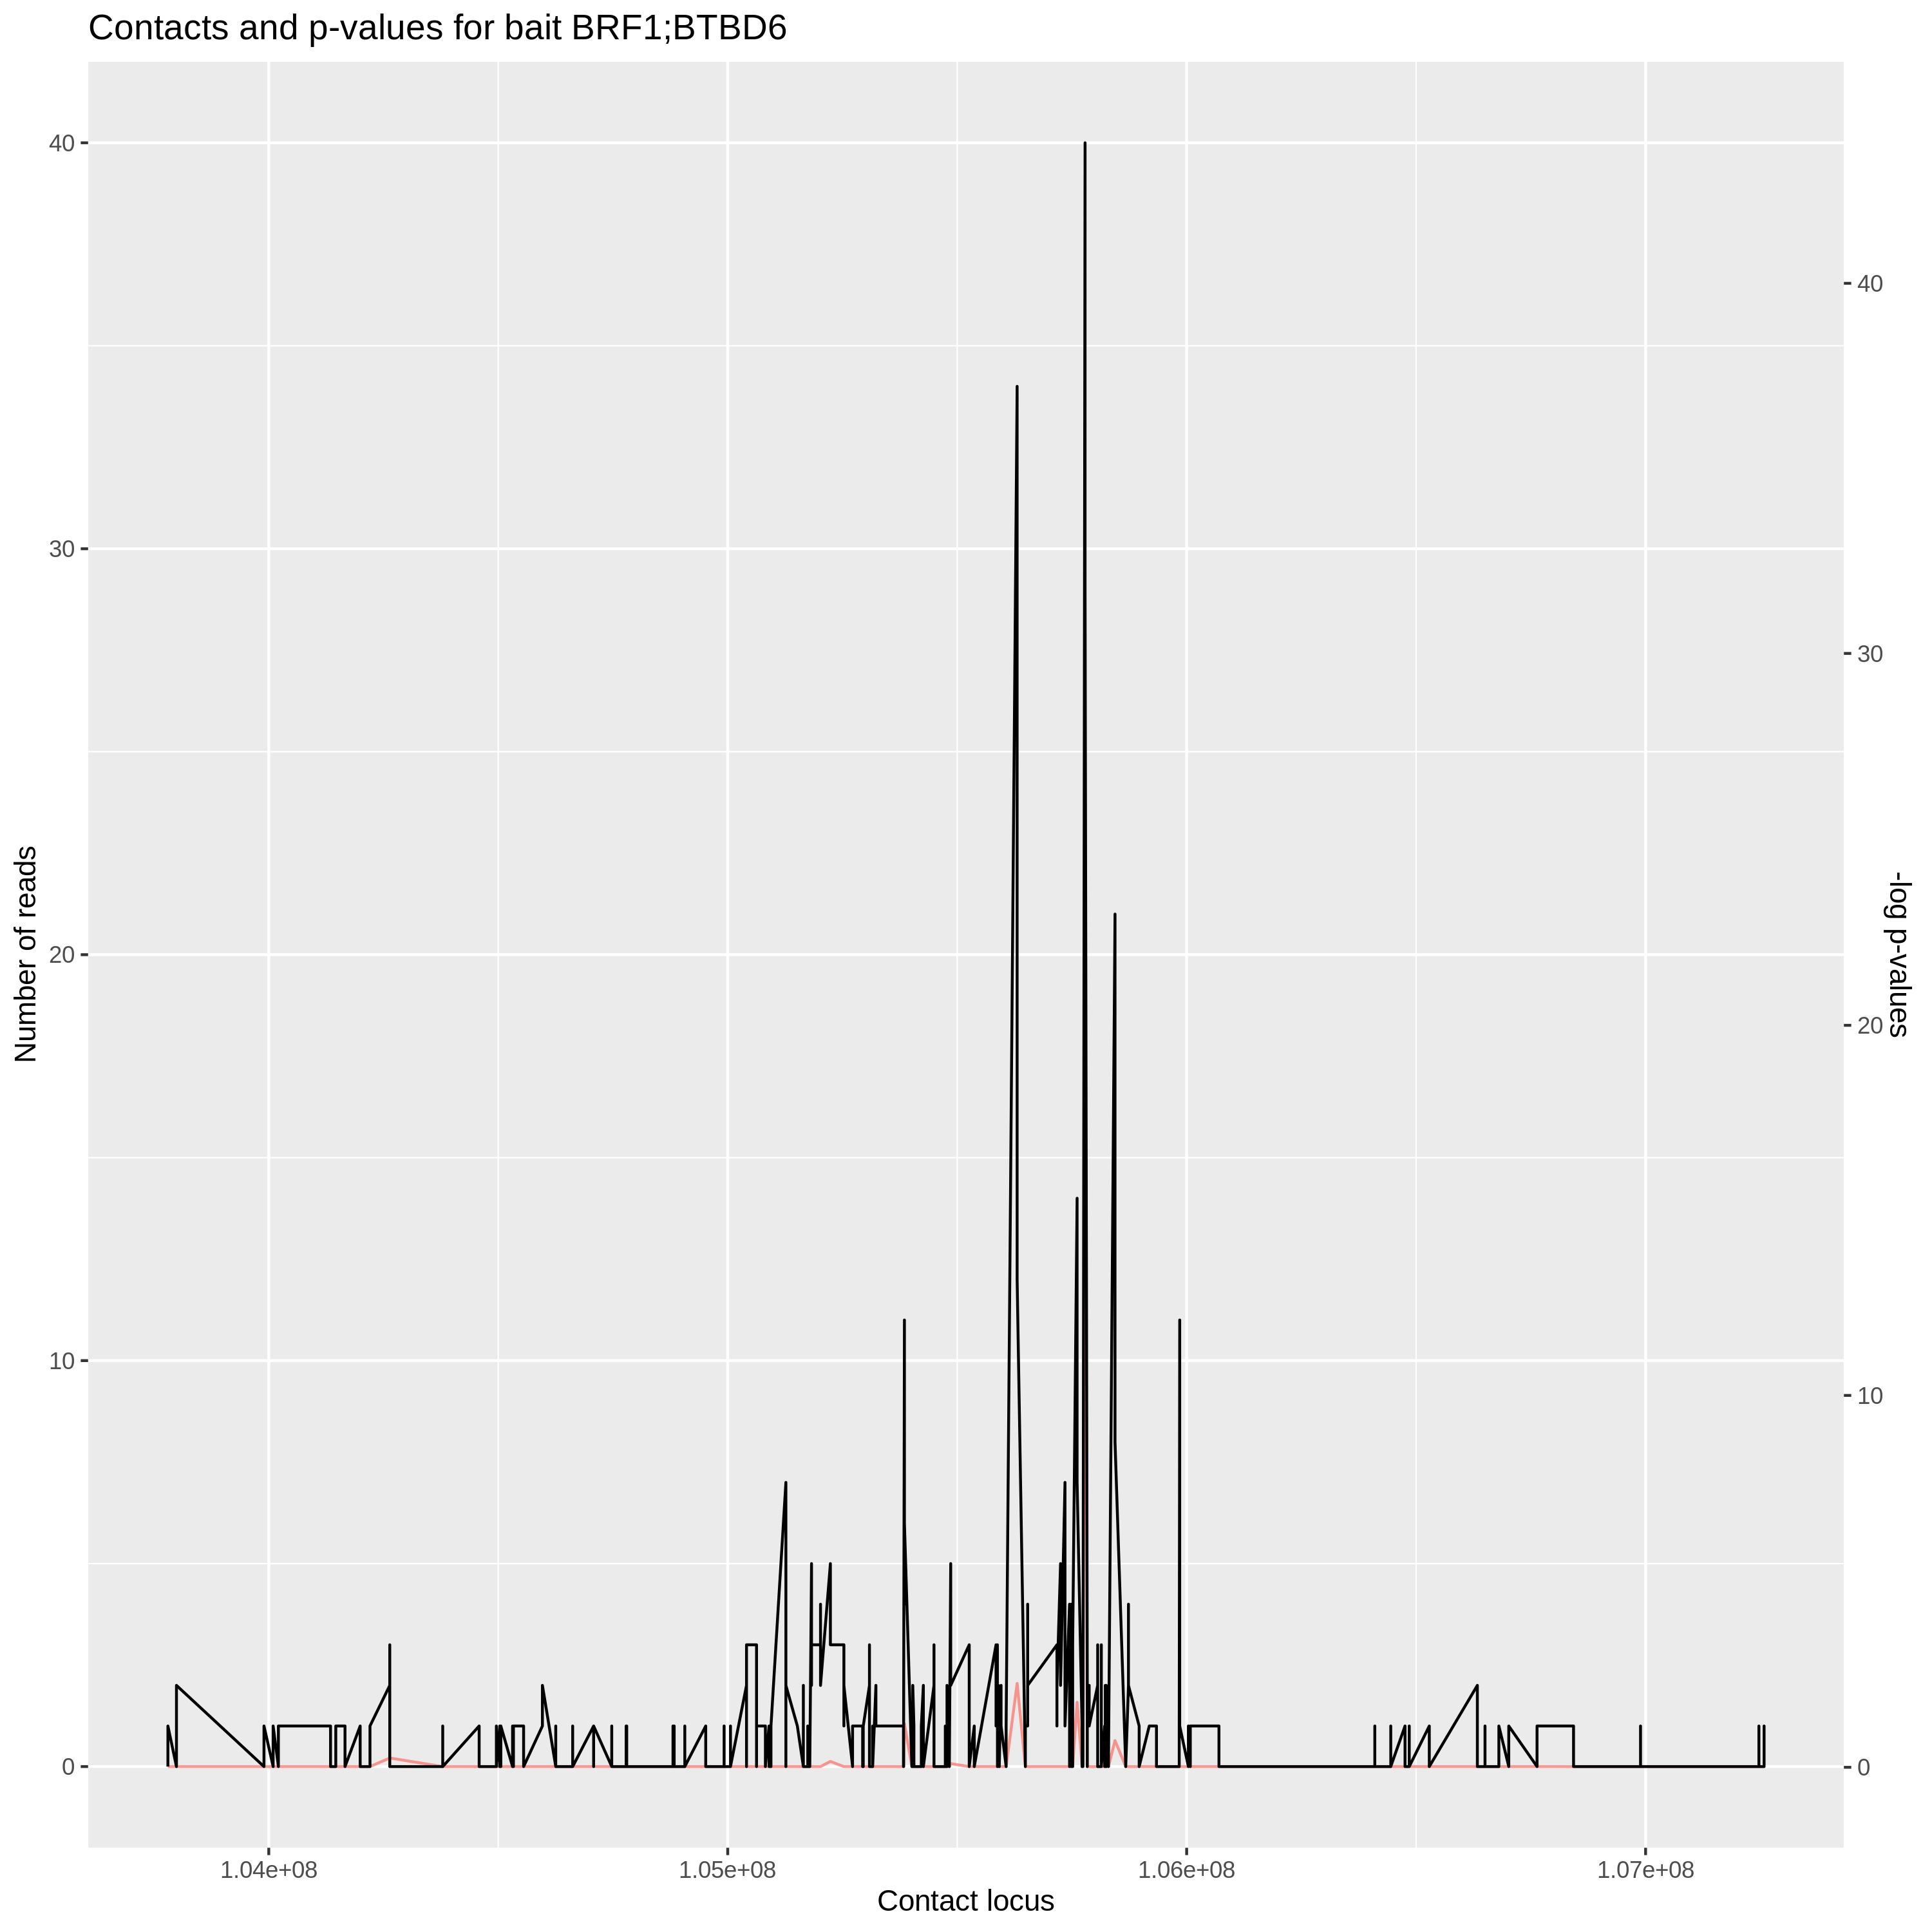 Contacts and p-values for bait BRF1;BTBD6
40
30
20
10
0
Number of reads
40
30
20
10
0
-log p-values
1.04e+08
1.05e+08
1.06e+08
1.07e+08
Contact locus